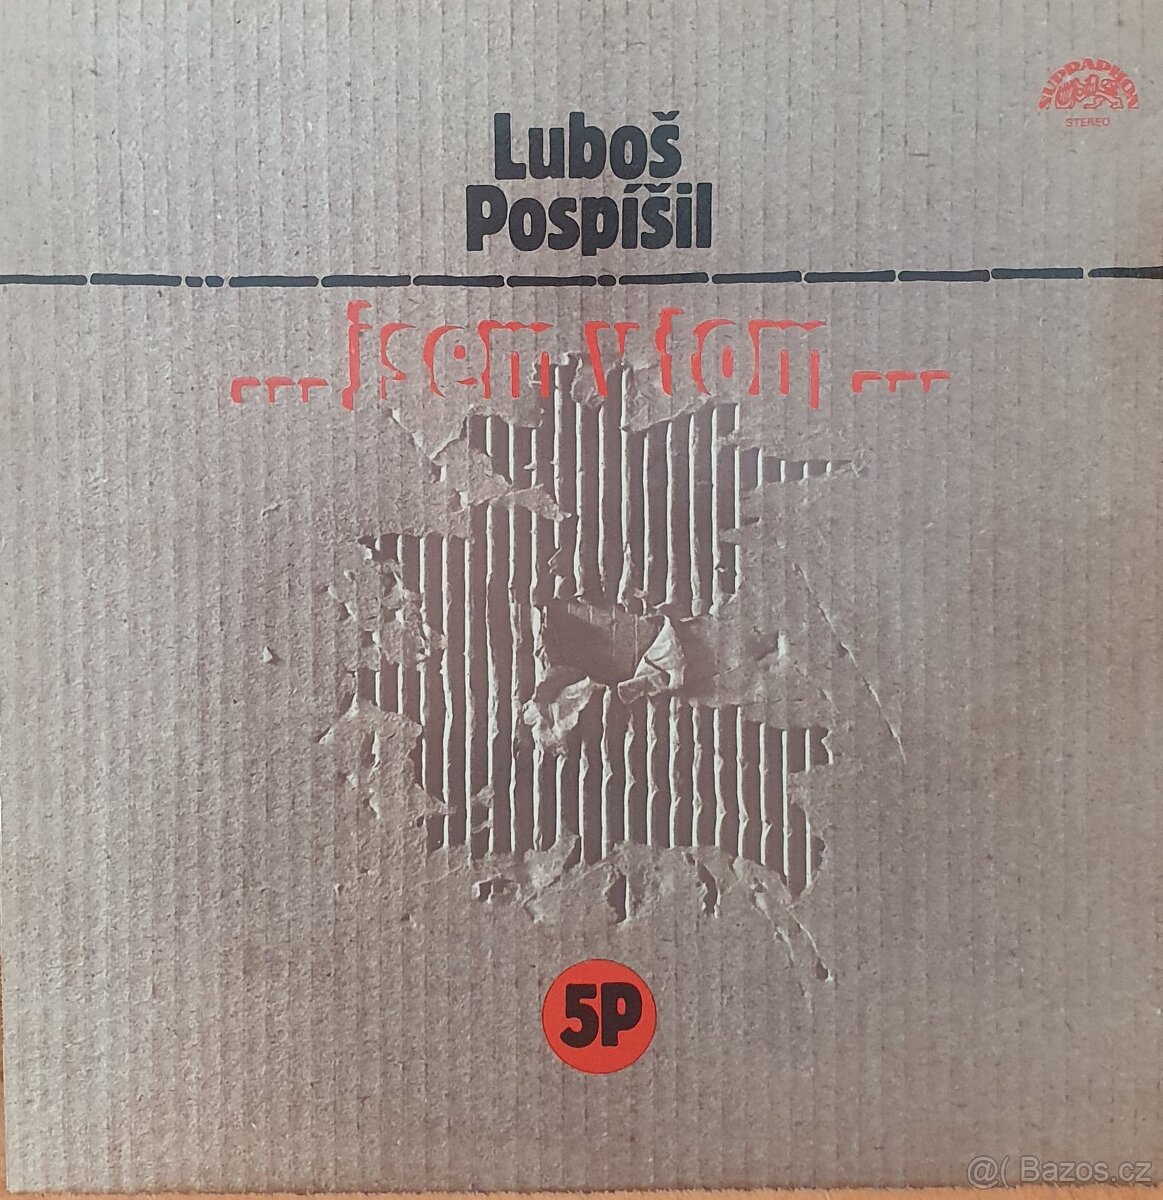 SUPRAPHON
STEREO
Luboš
Pospíšil
...jsem v tom...
5P
@( Bazos.cz